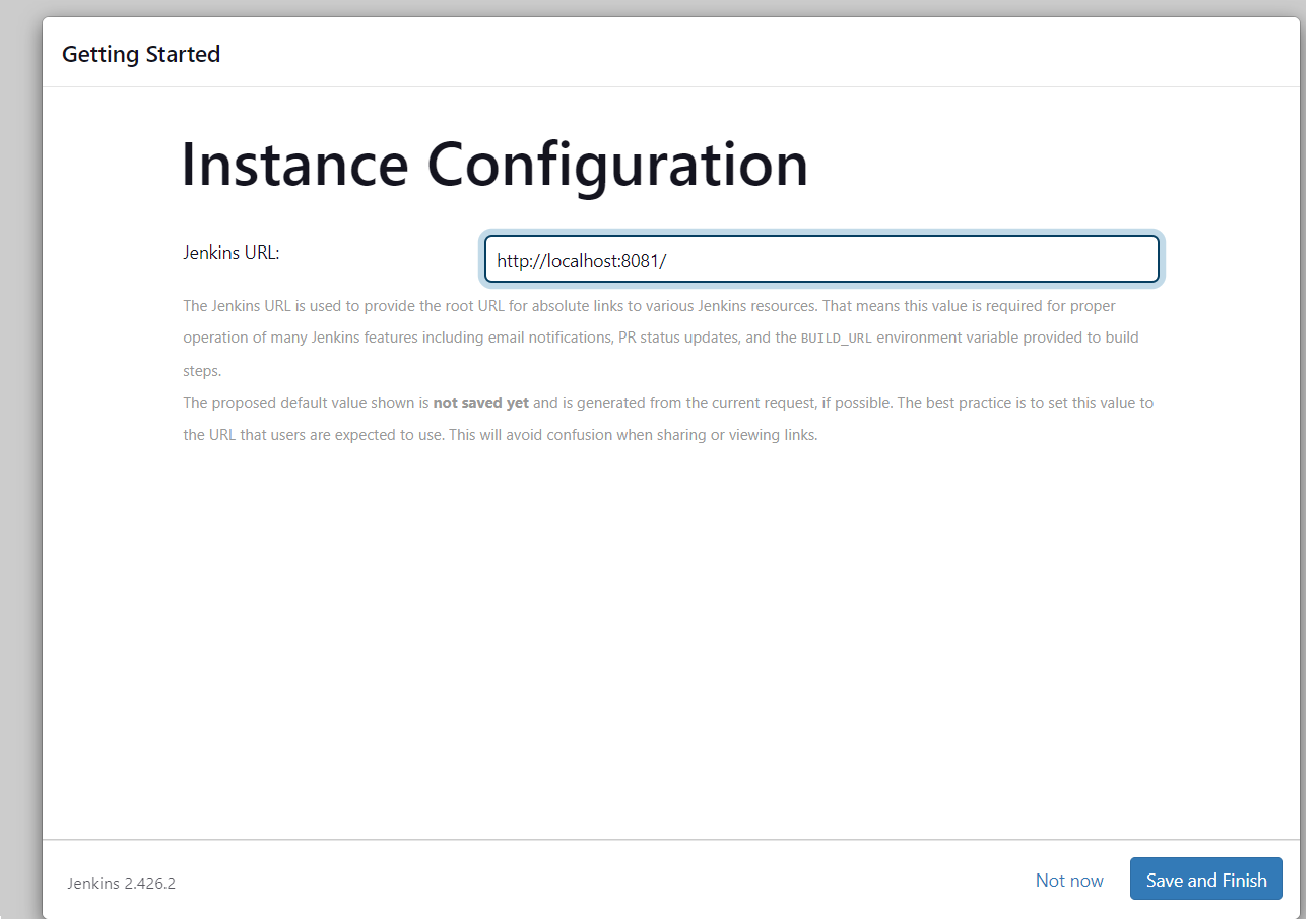 Getting Started
Instance Configuration
Jenkins URL:
http://localhost:8081/
The Jenkins URL is used to provide the root URL for absolute links to various Jenkins resources. That means this value is required for proper
operation of many Jenkins features including email notifications, PR status updates, and the BUILD_URL environment variable provided to build
steps.
The proposed default value shown is not saved yet and is generated from the current request, if possible. The best practice is to set this value to
the URL that users are expected to use. This will avoid confusion when sharing or viewing links.
Jenkins 2.426.2
Not now
Save and Finish